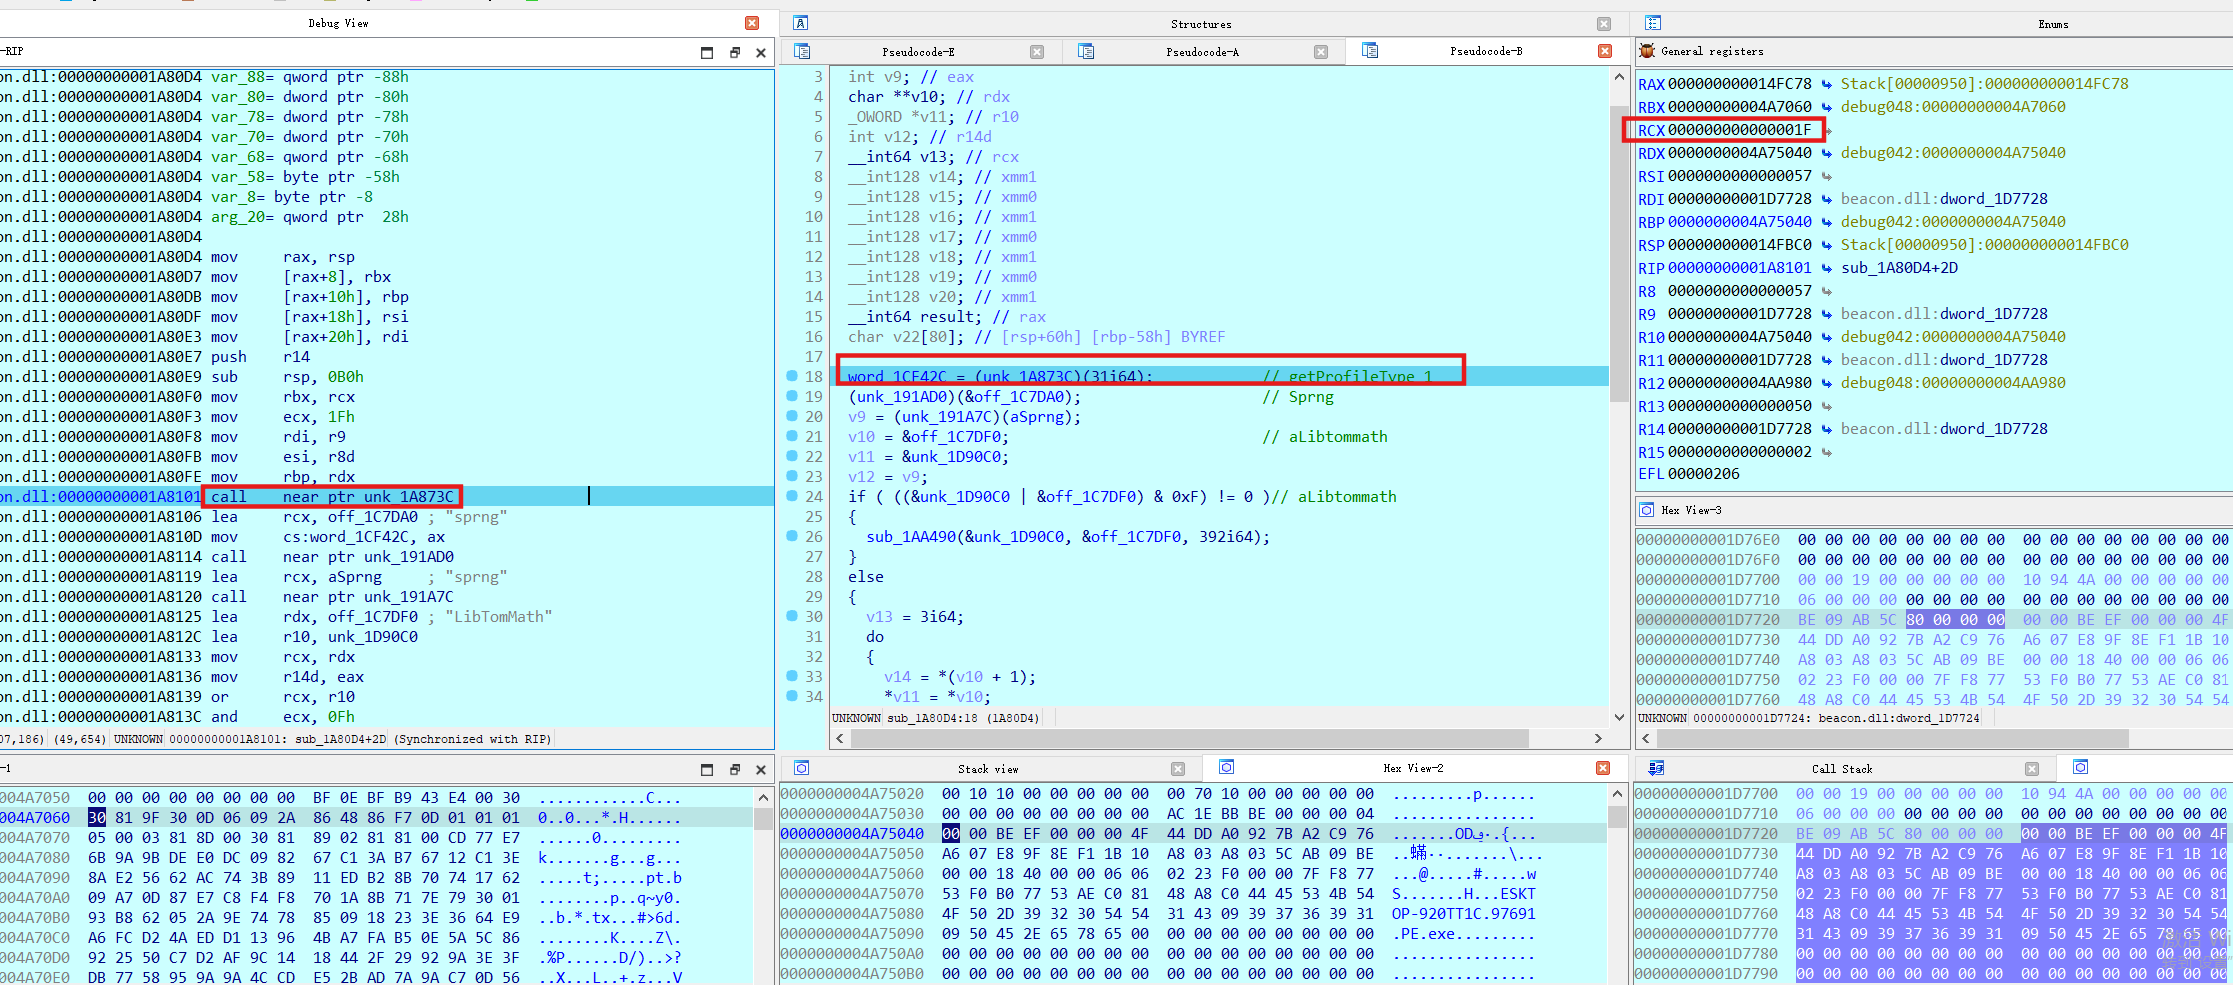 Debug View
-RIP
on.dll:00000000001A80D4 var_88= qword ptr -88h
on.dll:00000000001A80D4 var_80= dword ptr -80h
on.dll:00000000001A80D4 var_78= dword ptr -78h
on.dll:00000000001A80D4 var_70= dword ptr -70h
on.dll:00000000001A80D4 var_68= qword ptr -68h
on.dll:00000000001A80D4 var_58= byte ptr -58h
on.dll:00000000001A80D4 var_8= byte ptr -8
on.dll:00000000001A80D4 arg_20= qword ptr  28h
on.dll:00000000001A80D4
on.dll:00000000001A80D4 mov     rax, rsp
on.dll:00000000001A80D7 mov     [rax+8], rbx
on.dll:00000000001A80DB mov     [rax+10h], rbp
on.dll:00000000001A80DF mov     [rax+18h], rsi
on.dll:00000000001A80E3 mov     [rax+20h], rdi
on.dll:00000000001A80E7 push    r14
on.dll:00000000001A80E9 sub     rsp, 0B0h
on.dll:00000000001A80F0 mov     rbx, rcx
on.dll:00000000001A80F3 mov     ecx, 1Fh
on.dll:00000000001A80F8 mov     rdi, r9
on.dll:00000000001A80FB mov     esi, r8d
on.dll:00000000001A80FE mov     rbp, rdx
on.dll:00000000001A8101 call    near ptr unk_1A873C
on.dll:00000000001A8106 lea     rcx, off_1C7DA0 ; "sprng"
on.dll:00000000001A810D mov     cs:word_1CF42C, ax
on.dll:00000000001A8114 call    near ptr unk_191AD0
on.dll:00000000001A8119 lea     rcx, aSprng     ; "sprng"
on.dll:00000000001A8120 call    near ptr unk_191A7C
on.dll:00000000001A8125 lea     rdx, off_1C7DF0 ; "LibTomMath"
on.dll:00000000001A812C lea     r10, unk_1D90C0
on.dll:00000000001A8133 mov     rcx, rdx
on.dll:00000000001A8136 mov     r14d, eax
on.dll:00000000001A8139 or      rcx, r10
on.dll:00000000001A813C and     ecx, 0Fh
07,186) (49,654) UNKNOWN 00000000001A8101: sub_1A80D4+2D (Synchronized with RIP)
Structures
Pseudocode-E
Pseudocode-A
Pseudocode-B
3 int v9; // eax
4 char **v10; // rdx
5 _OWORD *v11; // r10
6 int v12; // r14d
7 __int64 v13; // rcx
8 __int128 v14; // xmm1
9 __int128 v15; // xmm0
10 __int128 v16; // xmm1
11 __int128 v17; // xmm0
12 __int128 v18; // xmm1
13 __int128 v19; // xmm0
14 __int128 v20; // xmm1
15 __int64 result; // rax
16 char v22[80]; // [rsp+60h] [rbp-58h] BYREF
17
18 word_1CF42C = (unk_1A873C)(31i64); // getProfileType 1
19 (unk_191AD0)(&off_1C7DA0); // Sprng
20 v9 = (unk_191A7C)(aSprng);
21 v10 = &off_1C7DF0; // aLibtommath
22 v11 = &unk_1D90C0;
23 v12 = v9;
24 if ( ((&unk_1D90C0 | &off_1C7DF0) & 0xF) != 0 )// aLibtommath
25 {
26 sub_1AA490(&unk_1D90C0, &off_1C7DF0, 392i64);
27 }
28 else
29 {
30 v13 = 3i64;
31 do
32 {
33 v14 = *(v10 + 1);
34 *v11 = *v10;
UNKNOWN sub_1A80D4:18 (1A80D4)
Enums
General registers
RAX 000000000014FC78 Stack[00000950]:000000000014FC78
RBX 00000000004A7060 debug048:00000000004A7060
RCX 000000000000001F
RDX 0000000004A75040 debug042:0000000004A75040
RSI 0000000000000057
RDI 00000000001D7728 beacon.dll:dword_1D7728
RBP 0000000004A75040 debug042:0000000004A75040
RSP 000000000014FBC0 Stack[00000950]:000000000014FBC0
RIP 00000000001A8101 sub_1A80D4+2D
R8 0000000000000057
R9 00000000001D7728 beacon.dll:dword_1D7728
R10 0000000004A75040 debug042:0000000004A75040
R11 00000000001D7728 beacon.dll:dword_1D7728
R12 00000000004AA980 debug048:00000000004AA980
R13 0000000000000050
R14 00000000001D7728 beacon.dll:dword_1D7728
R15 0000000000000002
EFL 00000206
Hex View-3
00000000001D76E0 00 00 00 00 00 00 00 00 00 00 00 00 00 00 00 00
00000000001D76F0 00 00 00 00 00 00 00 00 00 00 00 00 00 00 00 00
00000000001D7700 00 00 19 00 00 00 00 00 10 94 4A 00 00 00 00 00
00000000001D7710 06 00 00 00 00 00 00 00 00 00 00 00 00 00 00 00
00000000001D7720 BE 09 AB 5C 80 00 00 00 00 00 BE EF 00 00 00 4F
00000000001D7730 44 DD A0 92 7B A2 C9 76 A6 07 E8 9F 8E F1 1B 10
00000000001D7740 A8 03 A8 03 5C AB 09 BE 00 00 18 40 00 00 06 06
00000000001D7750 02 23 F0 00 00 7F F8 77 53 F0 B0 77 53 AE C0 81
00000000001D7760 48 A8 C0 44 45 53 4B 54 4F 50 2D 39 32 30 54 54
UNKNOWN 00000000001D7724: beacon.dll:dword_1D7724
-1
004A7050 00 00 00 00 00 00 00 00 BF 0E BF B9 43 E4 00 30 ............C...
004A7060 30 81 9F 30 0D 06 09 2A 86 48 86 F7 0D 01 01 01 0..0...*.H......
004A7070 05 00 03 81 8D 00 30 81 89 02 81 81 00 CD 77 E7 ......0.......
004A7080 6B 9A 9B DE E0 DC 09 82 67 C1 3A B7 67 12 C1 3E k.......g...g...
004A7090 8A E2 56 62 AC 74 3B 89 11 ED B2 8B 70 74 17 62 .....t;.....pt.b
004A70A0 09 A7 0D 87 E7 C8 F4 F8 70 1A 8B 71 7E 79 30 01 ........p..q~y0.
004A70B0 93 B8 62 05 2A 9E 74 78 85 09 18 23 3E 36 64 E9 ..b.*.tx...#>6d.
004A70C0 A6 FC D2 4A ED D1 13 96 4B A7 FA B5 0E 5A 5C 86 ........K....Z\.
004A70D0 92 25 50 C7 D2 AF 9C 14 18 44 2F 29 92 9A 3E 3F .%P......D/)..>?
004A70E0 DB 77 58 95 9A 9A 4C CD E5 2B AD 7A 9A C7 0D 56 ..X...L..+.z...V
Stack view
Hex View-2
0000000004A75020 00 10 10 00 00 00 00 00 00 70 10 00 00 00 00 00 .........p......
0000000004A75030 00 00 00 00 00 00 00 00 AC 1E BB BE 00 00 00 04 ................
0000000004A75040 00 00 BE EF 00 00 00 4F 44 DD A0 92 7B A2 C9 76
0000000004A75050 A6 07 E8 9F 8E F1 1B 10 A8 03 A8 03 5C AB 09 BE
0000000004A75060 00 00 18 40 00 00 06 06 02 23 F0 00 00 7F F8 77 ...@.....#.....w
0000000004A75070 53 F0 B0 77 53 AE C0 81 48 A8 C0 44 45 53 4B 54 S.......H...ESKT
0000000004A75080 4F 50 2D 39 32 30 54 54 31 43 09 39 37 36 39 31 OP-920TT1C.97691
0000000004A75090 09 50 45 2E 65 78 65 00 00 00 00 00 00 00 00 00 .PE.exe.........
0000000004A750A0 00 00 00 00 00 00 00 00 00 00 00 00 00 00 00 00 ................
0000000004A750B0 00 00 00 00 00 00 00 00 00 00 00 00 00 00 00 00 ................
Call Stack
00000000001D7700 00 00 19 00 00 00 00 00 10 94 4A 00 00 00 00 00
00000000001D7710 06 00 00 00 00 00 00 00 00 00 00 00 00 00 00 00
00000000001D7720 BE 09 AB 5C 80 00 00 00 00 00 BE EF 00 00 00 4F
00000000001D7730 44 DD A0 92 7B A2 C9 76 A6 07 E8 9F 8E F1 1B 10
00000000001D7740 A8 03 A8 03 5C AB 09 BE 00 00 18 40 00 00 06 06
00000000001D7750 02 23 F0 00 00 7F F8 77 53 F0 B0 77 53 AE C0 81
00000000001D7760 48 A8 C0 44 45 53 4B 54 4F 50 2D 39 32 30 54 54
00000000001D7770 31 43 09 39 37 36 39 31 09 50 45 2E 65 78 65 00
00000000001D7780 00 00 00 00 00 00 00 00 00 00 00 00 00 00 00 00
00000000001D7790 00 00 00 00 00 00 00 00 00 00 00 00 00 00 00 00